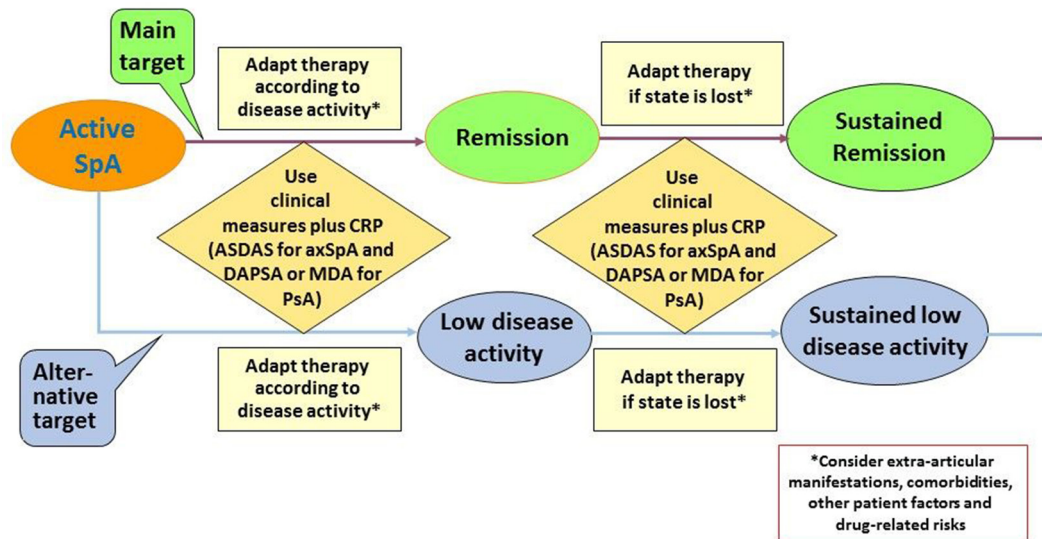 Main
target
Adapt therapy
according to
disease activity*
Adapt therapy
if state is lost*
Active
SpA
Remission
Sustained
Remission
Use
clinical
measures plus CRP
(ASDAS for axSpA and
DAPSA or MDA for
PsA)
Use
clinical
measures plus CRP
(ASDAS for axSpA and
DAPSA or MDA for
PsA)
Low disease
activity
Sustained low
disease activity
Alter-
native
target
Adapt therapy
according to
disease activity*
Adapt therapy
if state is lost*
*Consider extra-articular
manifestations, comorbidities,
other patient factors and
drug-related risks